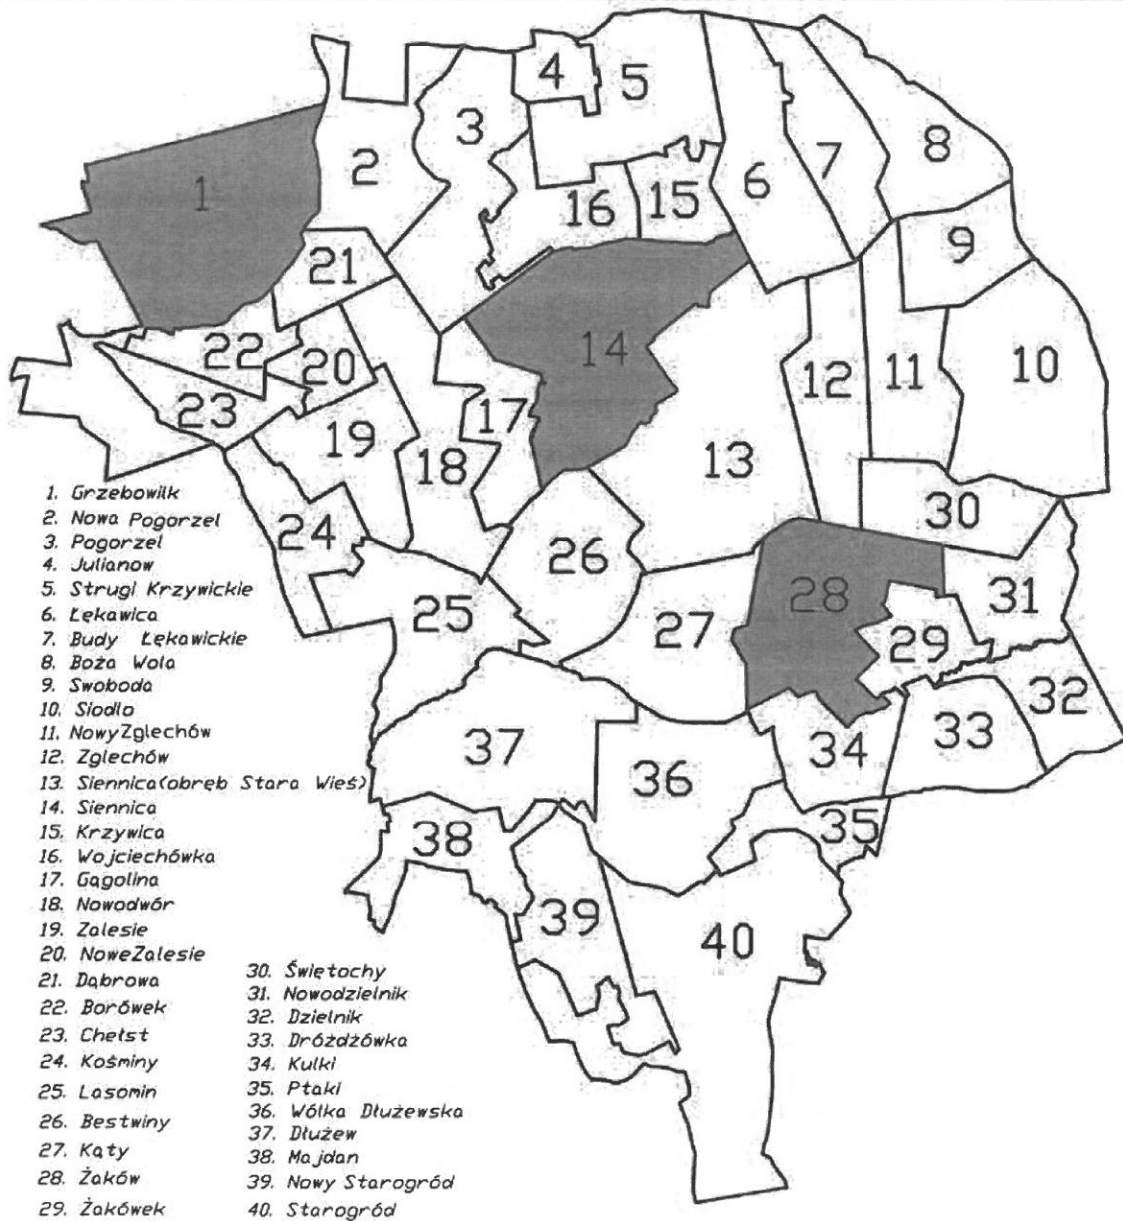 4
5
3
8
2
6
7
1
16
15
9
21
14
22
20
12
11
10
23
17
19
18
13
24
30
26
28
31
25
27
29
32
37
34
33
36
35
38
39
40
1. Grzebowilk
2. Nowa Pogorzel
3. Pogorzel
4. Julianow
5. Strugi Krzywickie
6. Łękawica
7. Budy Łękawickie
8. Boża Wola
9. Swoboda
10. Siodło
11. Nowy Zglechów
12. Zglechów
13. Siennica(obręb Stara Wieś)
14. Siennica
15. Krzywica
16. Wojciechówka
17. Gągolina
18. Nowodwór
19. Zalesie
20. NoweZalesie
21. Dąbrowa
22. Borówek
23. Chełst
24. Kośminy
25. Lasomin
26. Bestwiny
27. Kąty
28. Żaków
29. Żakówek
30. Świętochy
31. Nowodzielnik
32. Dzielnik
33. Dróżdżówka
34. Kulki
35. Ptaki
36. Wólka Dłużewska
37. Dłużew
38. Majdan
39. Nowy Starogród
40. Starogród